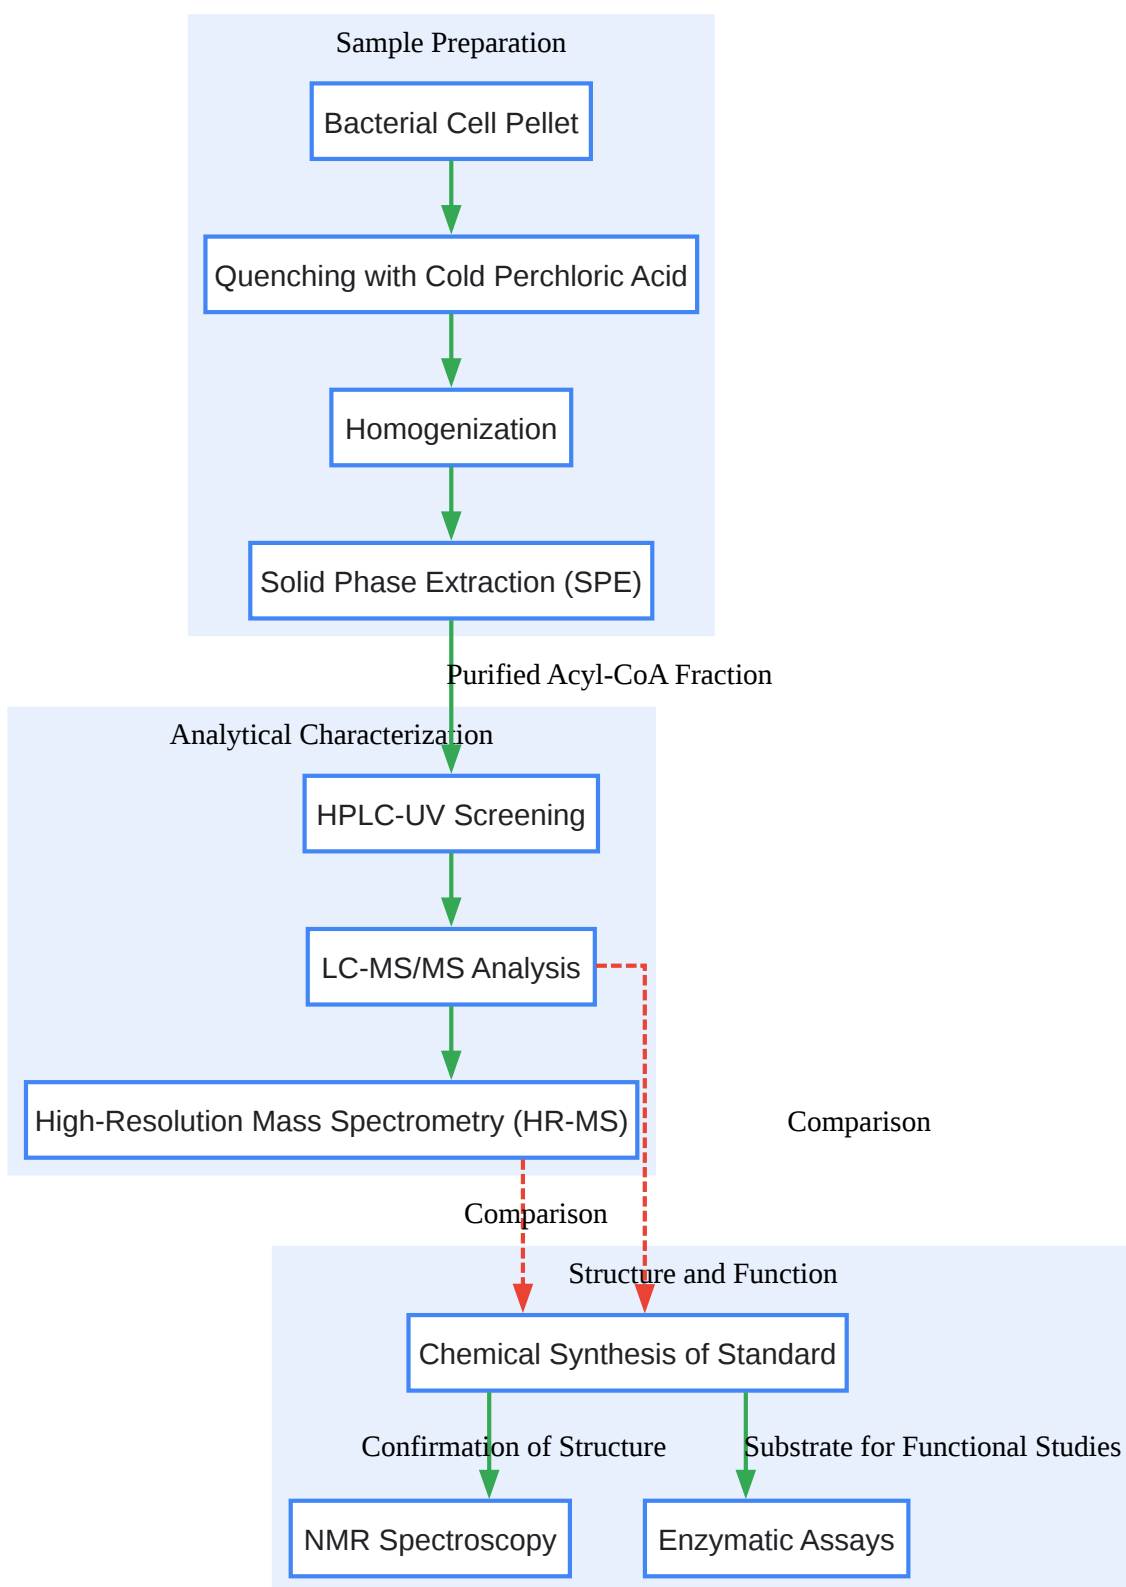 Sample Preparation
Bacterial Cell Pellet
Quenching with Cold Perchloric Acid
Homogenization
Solid Phase Extraction (SPE)
Purified Acyl-CoA Fraction
Analytical Characterization
HPLC-UV Screening
LC-MS/MS Analysis
High-Resolution Mass Spectrometry (HR-MS)
Comparison
Comparison
Structure and Function
Chemical Synthesis of Standard
Confirmation of Structure
Substrate for Functional Studies
NMR Spectroscopy
Enzymatic Assays